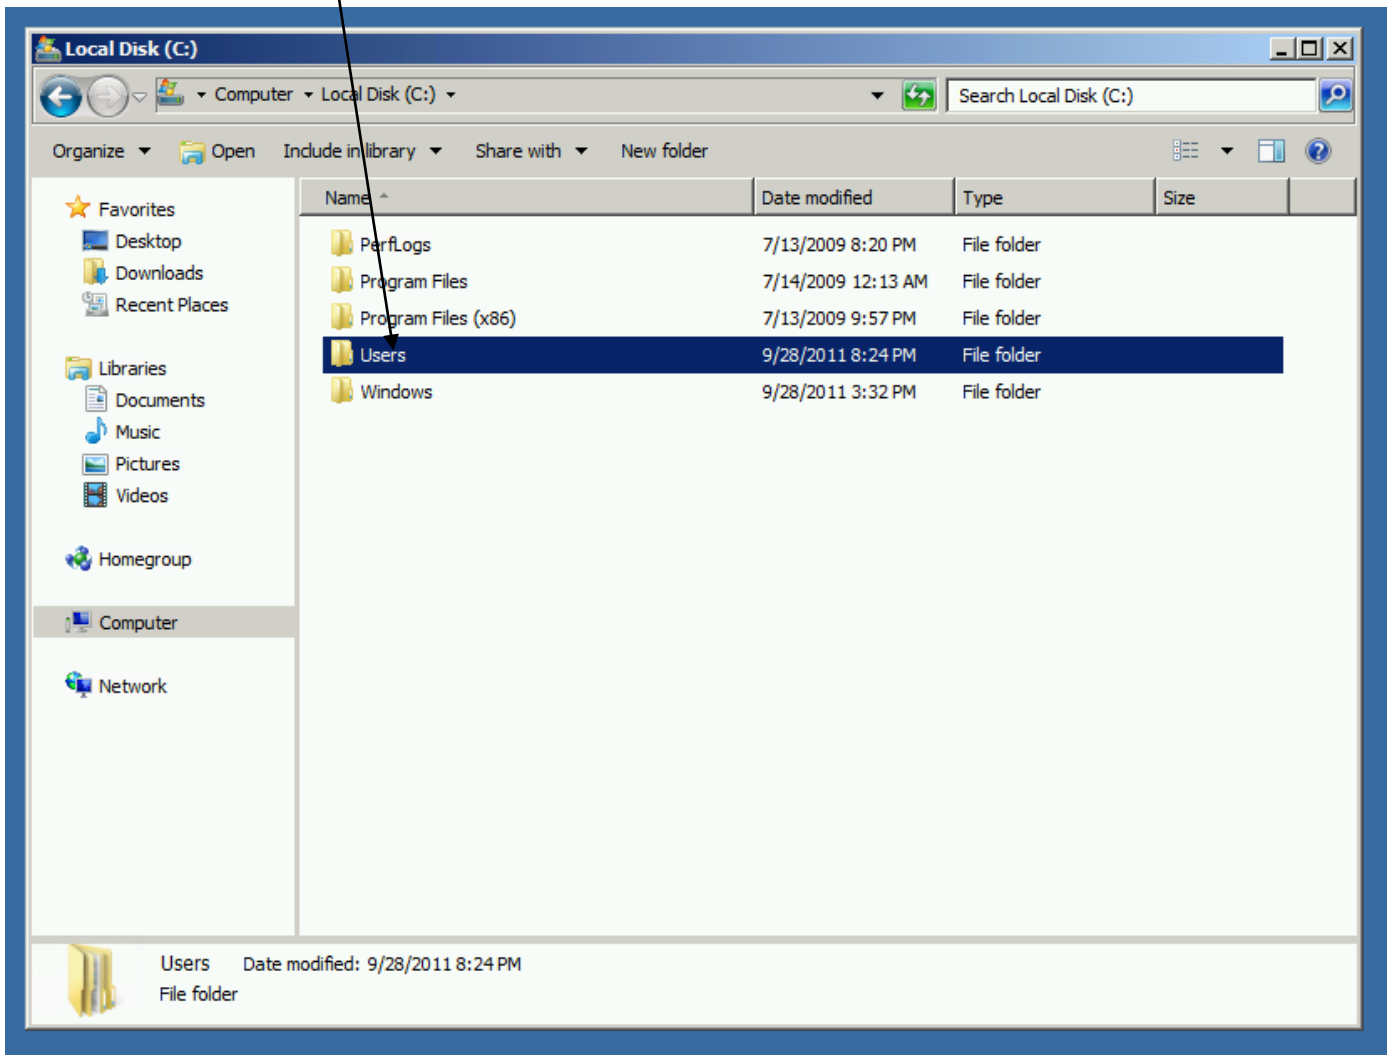 Local Disk (C:)
Computer Local Disk (C:) Search Local Disk (C:)
Organize Open Include in library Share with New folder
Name Date modified Type Size
Favorites
Desktop
Downloads
Recent Places
Libraries
Documents
Music
Pictures
Videos
Homegroup
Computer
Network
PerfLogs 7/13/2009 8:20 PM File folder
Program Files 7/14/2009 12:13 AM File folder
Program Files (x86) 7/13/2009 9:57 PM File folder
Users 9/28/2011 8:24 PM File folder
Windows 9/28/2011 3:32 PM File folder
Users Date modified: 9/28/2011 8:24 PM
File folder